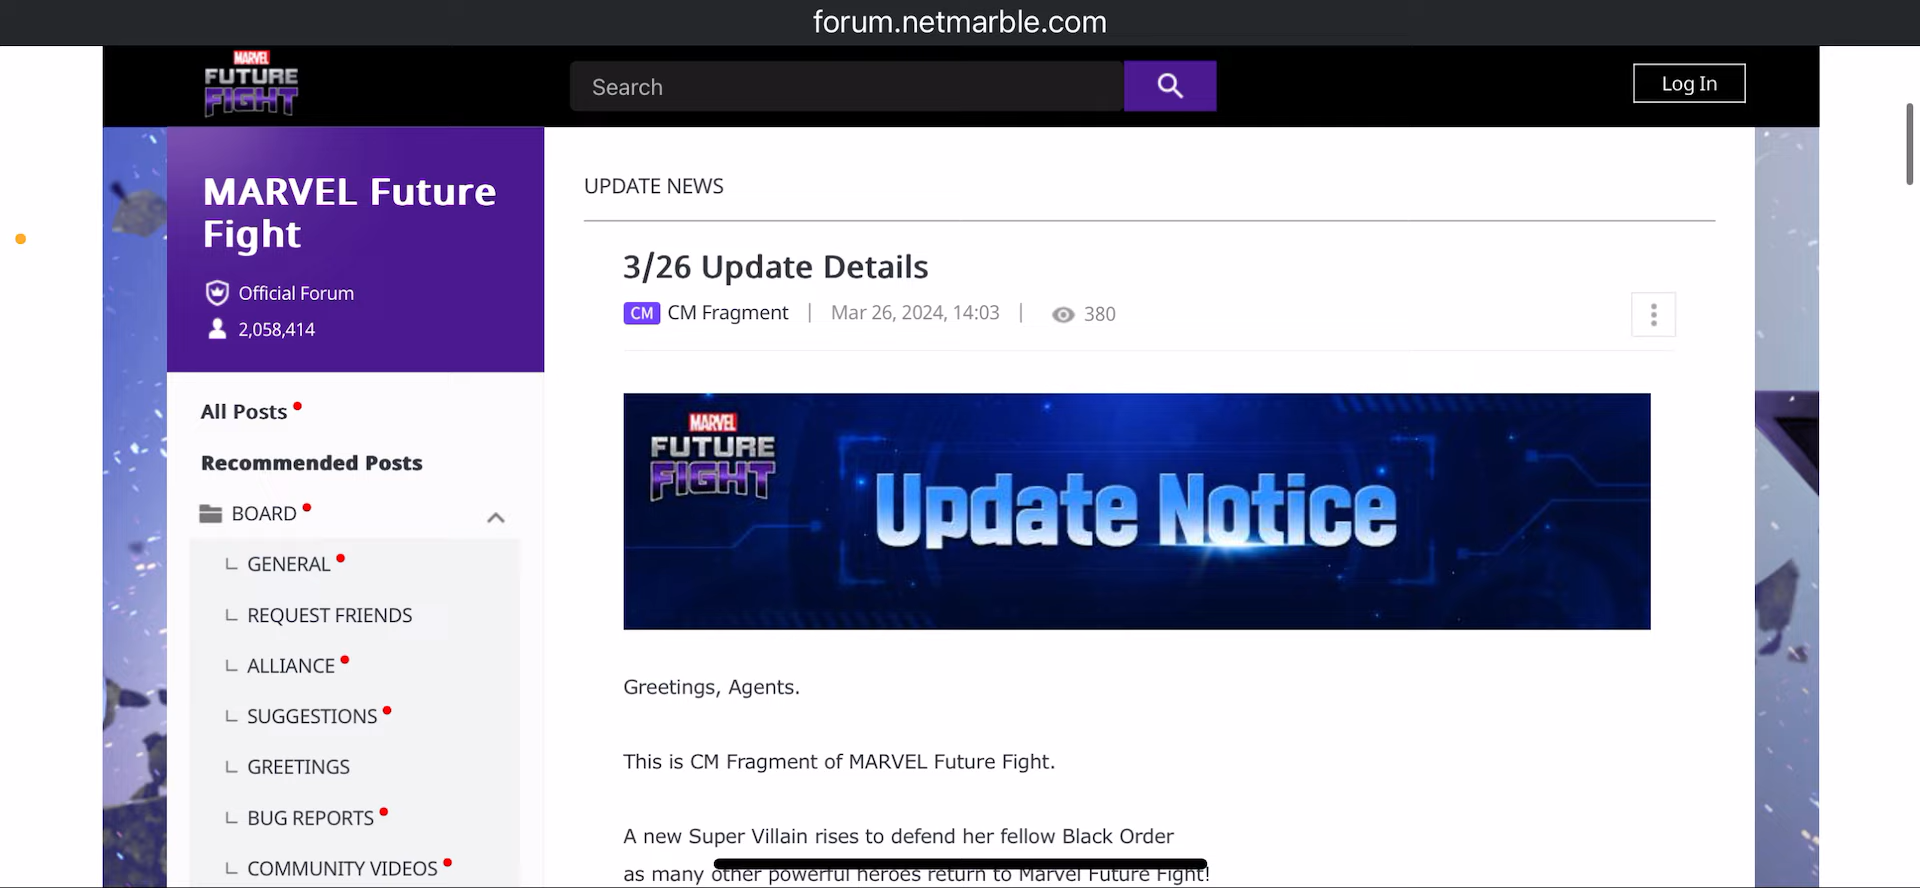 forum.netmarble.com
MARVEL
FUTURE
FIGHT
Search
Log In
MARVEL Future
Fight
Official Forum
2,058,414
All Posts
Recommended Posts
BOARD
GENERAL
REQUEST FRIENDS
ALLIANCE
SUGGESTIONS
GREETINGS
BUG REPORTS
COMMUNITY VIDEOS
UPDATE NEWS
3/26 Update Details
CM CM Fragment | Mar 26, 2024, 14:03 | 380
MARVEL
FUTURE
FIGHT
Update Notice
Greetings, Agents.
This is CM Fragment of MARVEL Future Fight.
A new Super Villain rises to defend her fellow Black Order
as many other powerful heroes return to Marvel Future Fight!